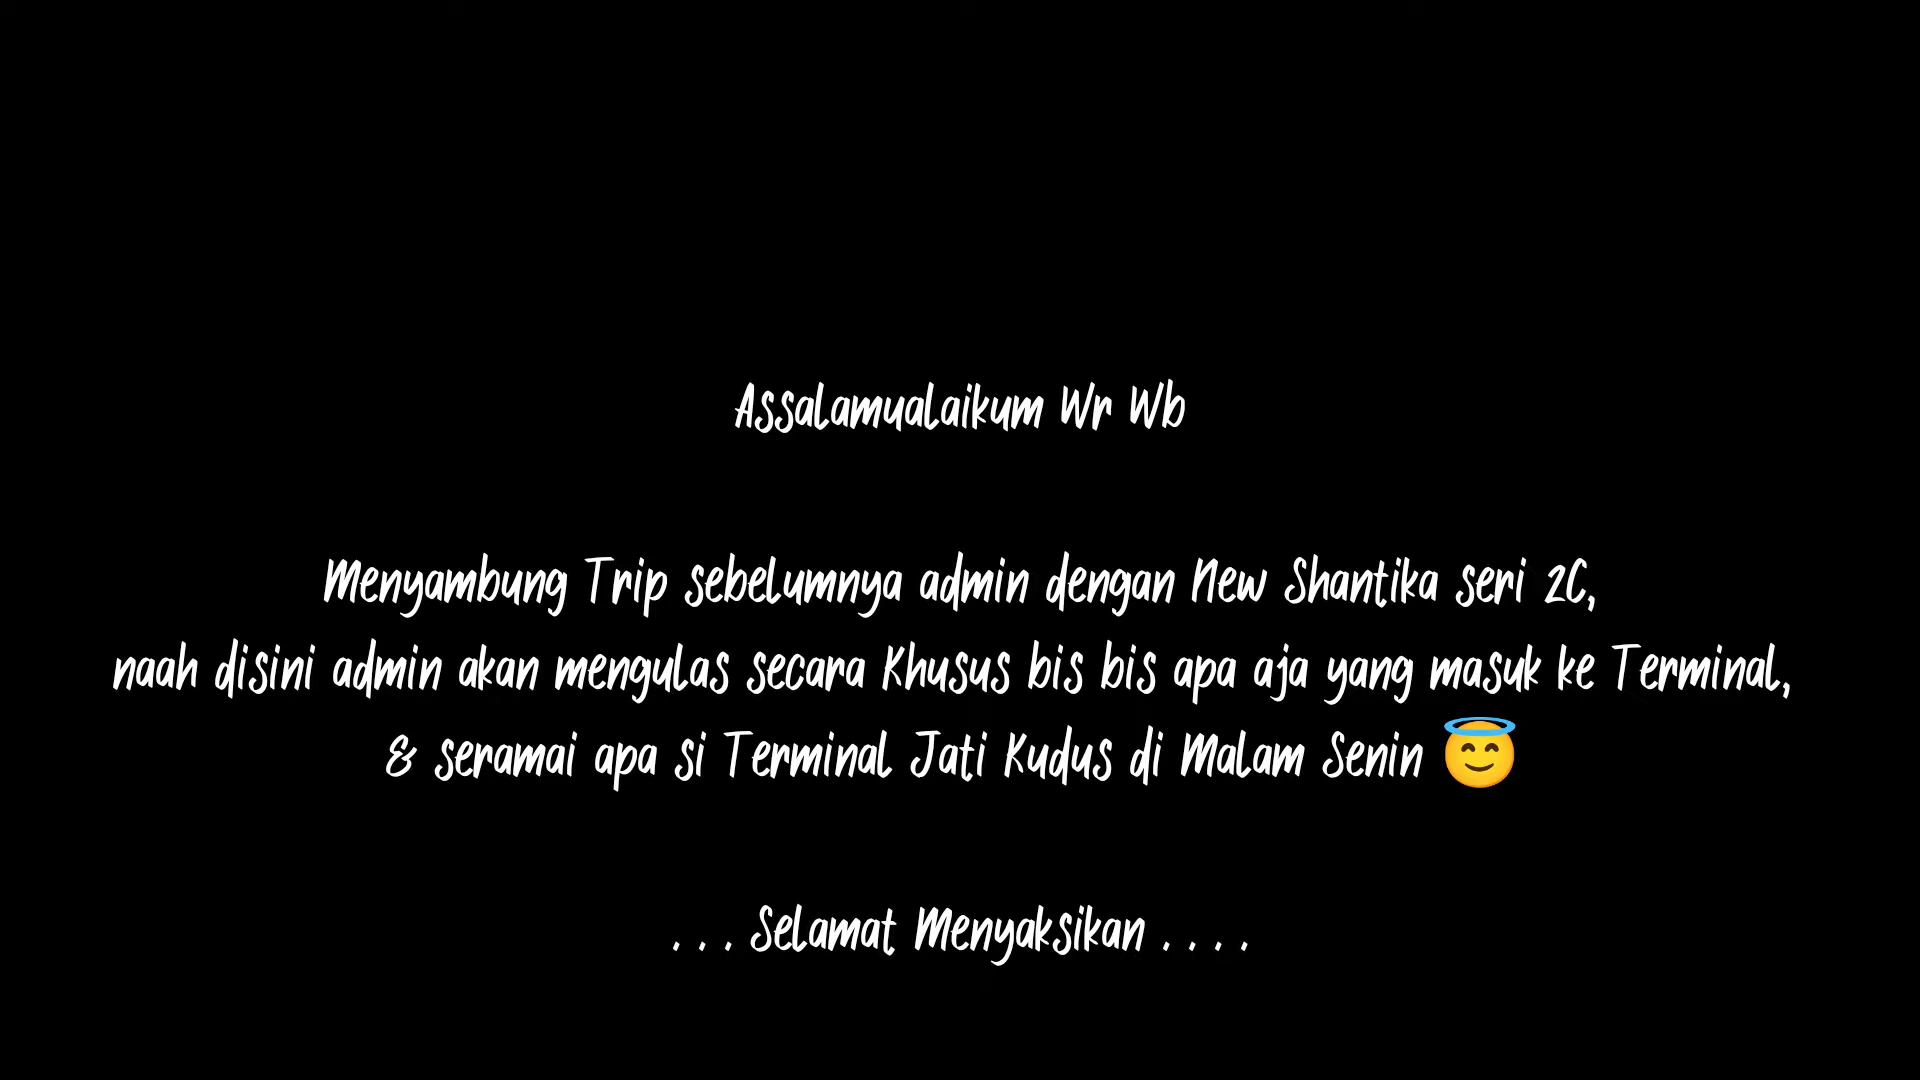 Assalamualaikum Wr Wb
Menyambung Trip sebelumnya admin dengan New Shantika seri 2C,
naah disini admin akan mengulas secara Khusus bis bis apa aja yang masuk ke Terminal,
& seramai apa si Terminal Jati Kudus di Malam Senin 😇
. . . Selamat Menyaksikan . . . .